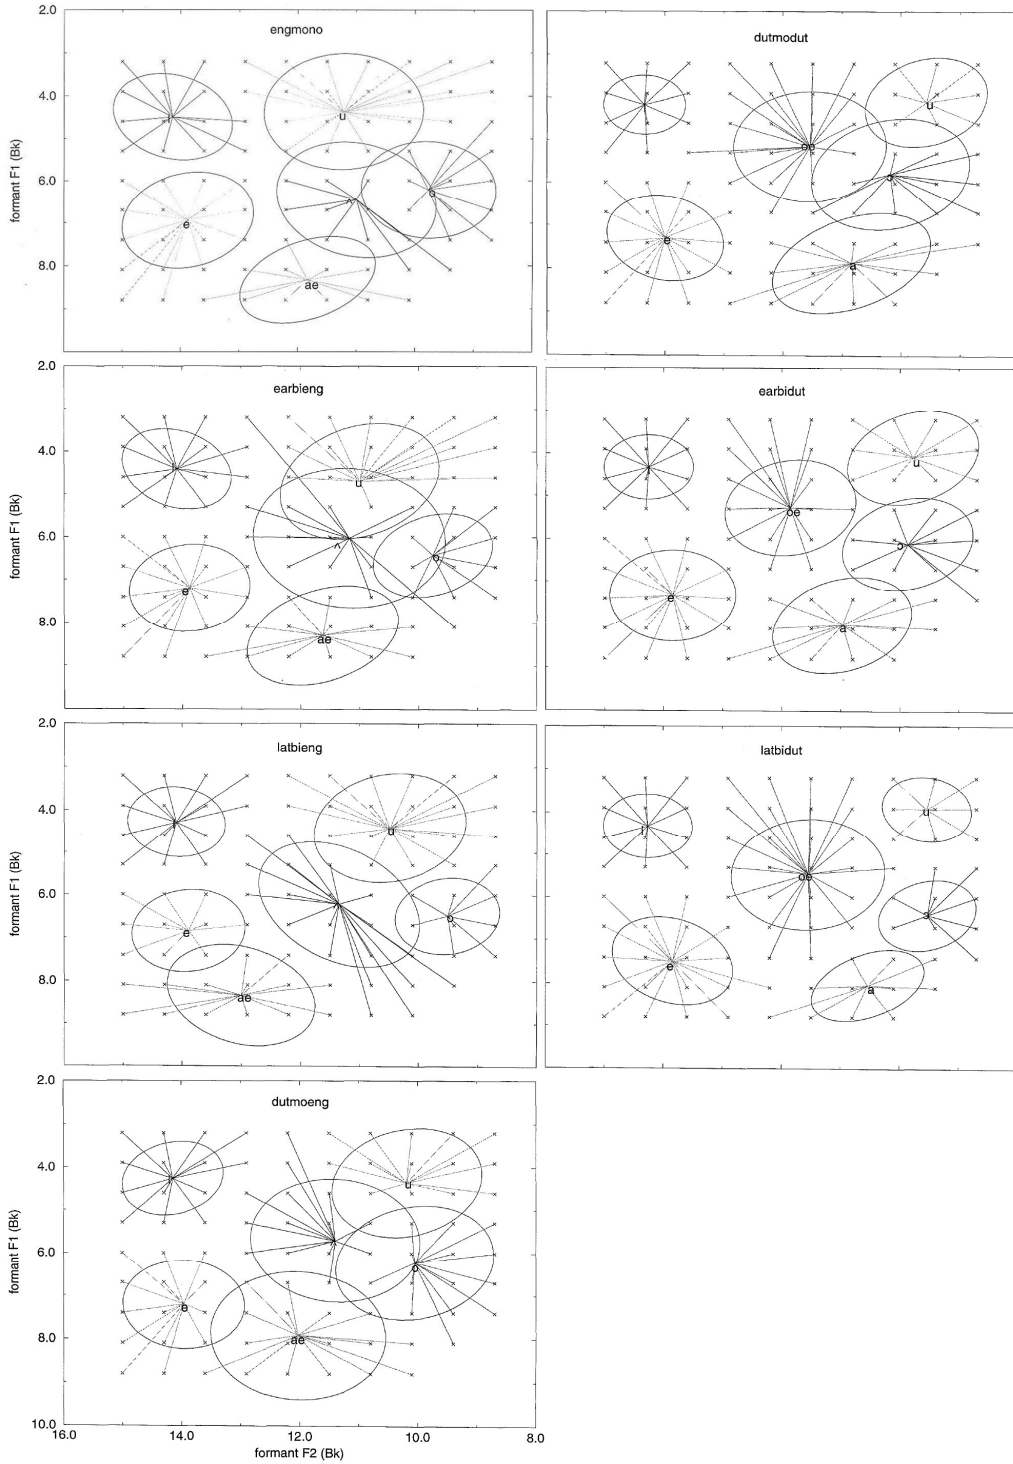 2.0
engmono
4.0
i
u
formant F1 (Bk)
6.0
ʌ
ɔ
e
8.0
ae
dutmodut
i
u
oe
ɔ
e
a
2.0
earbieng
4.0
i
u
formant F1 (Bk)
6.0
ʌ
ɔ
e
8.0
ae
earbidut
i
u
oe
ɔ
e
a
2.0
latbieng
4.0
i
u
formant F1 (Bk)
6.0
ʌ
ɔ
e
8.0
ae
latbidut
i
u
oe
ɔ
e
a
2.0
dutmoeng
4.0
i
u
formant F1 (Bk)
6.0
ʌ
ɔ
e
8.0
ae
10.0
16.0 14.0 12.0 10.0 8.0
formant F2 (Bk)